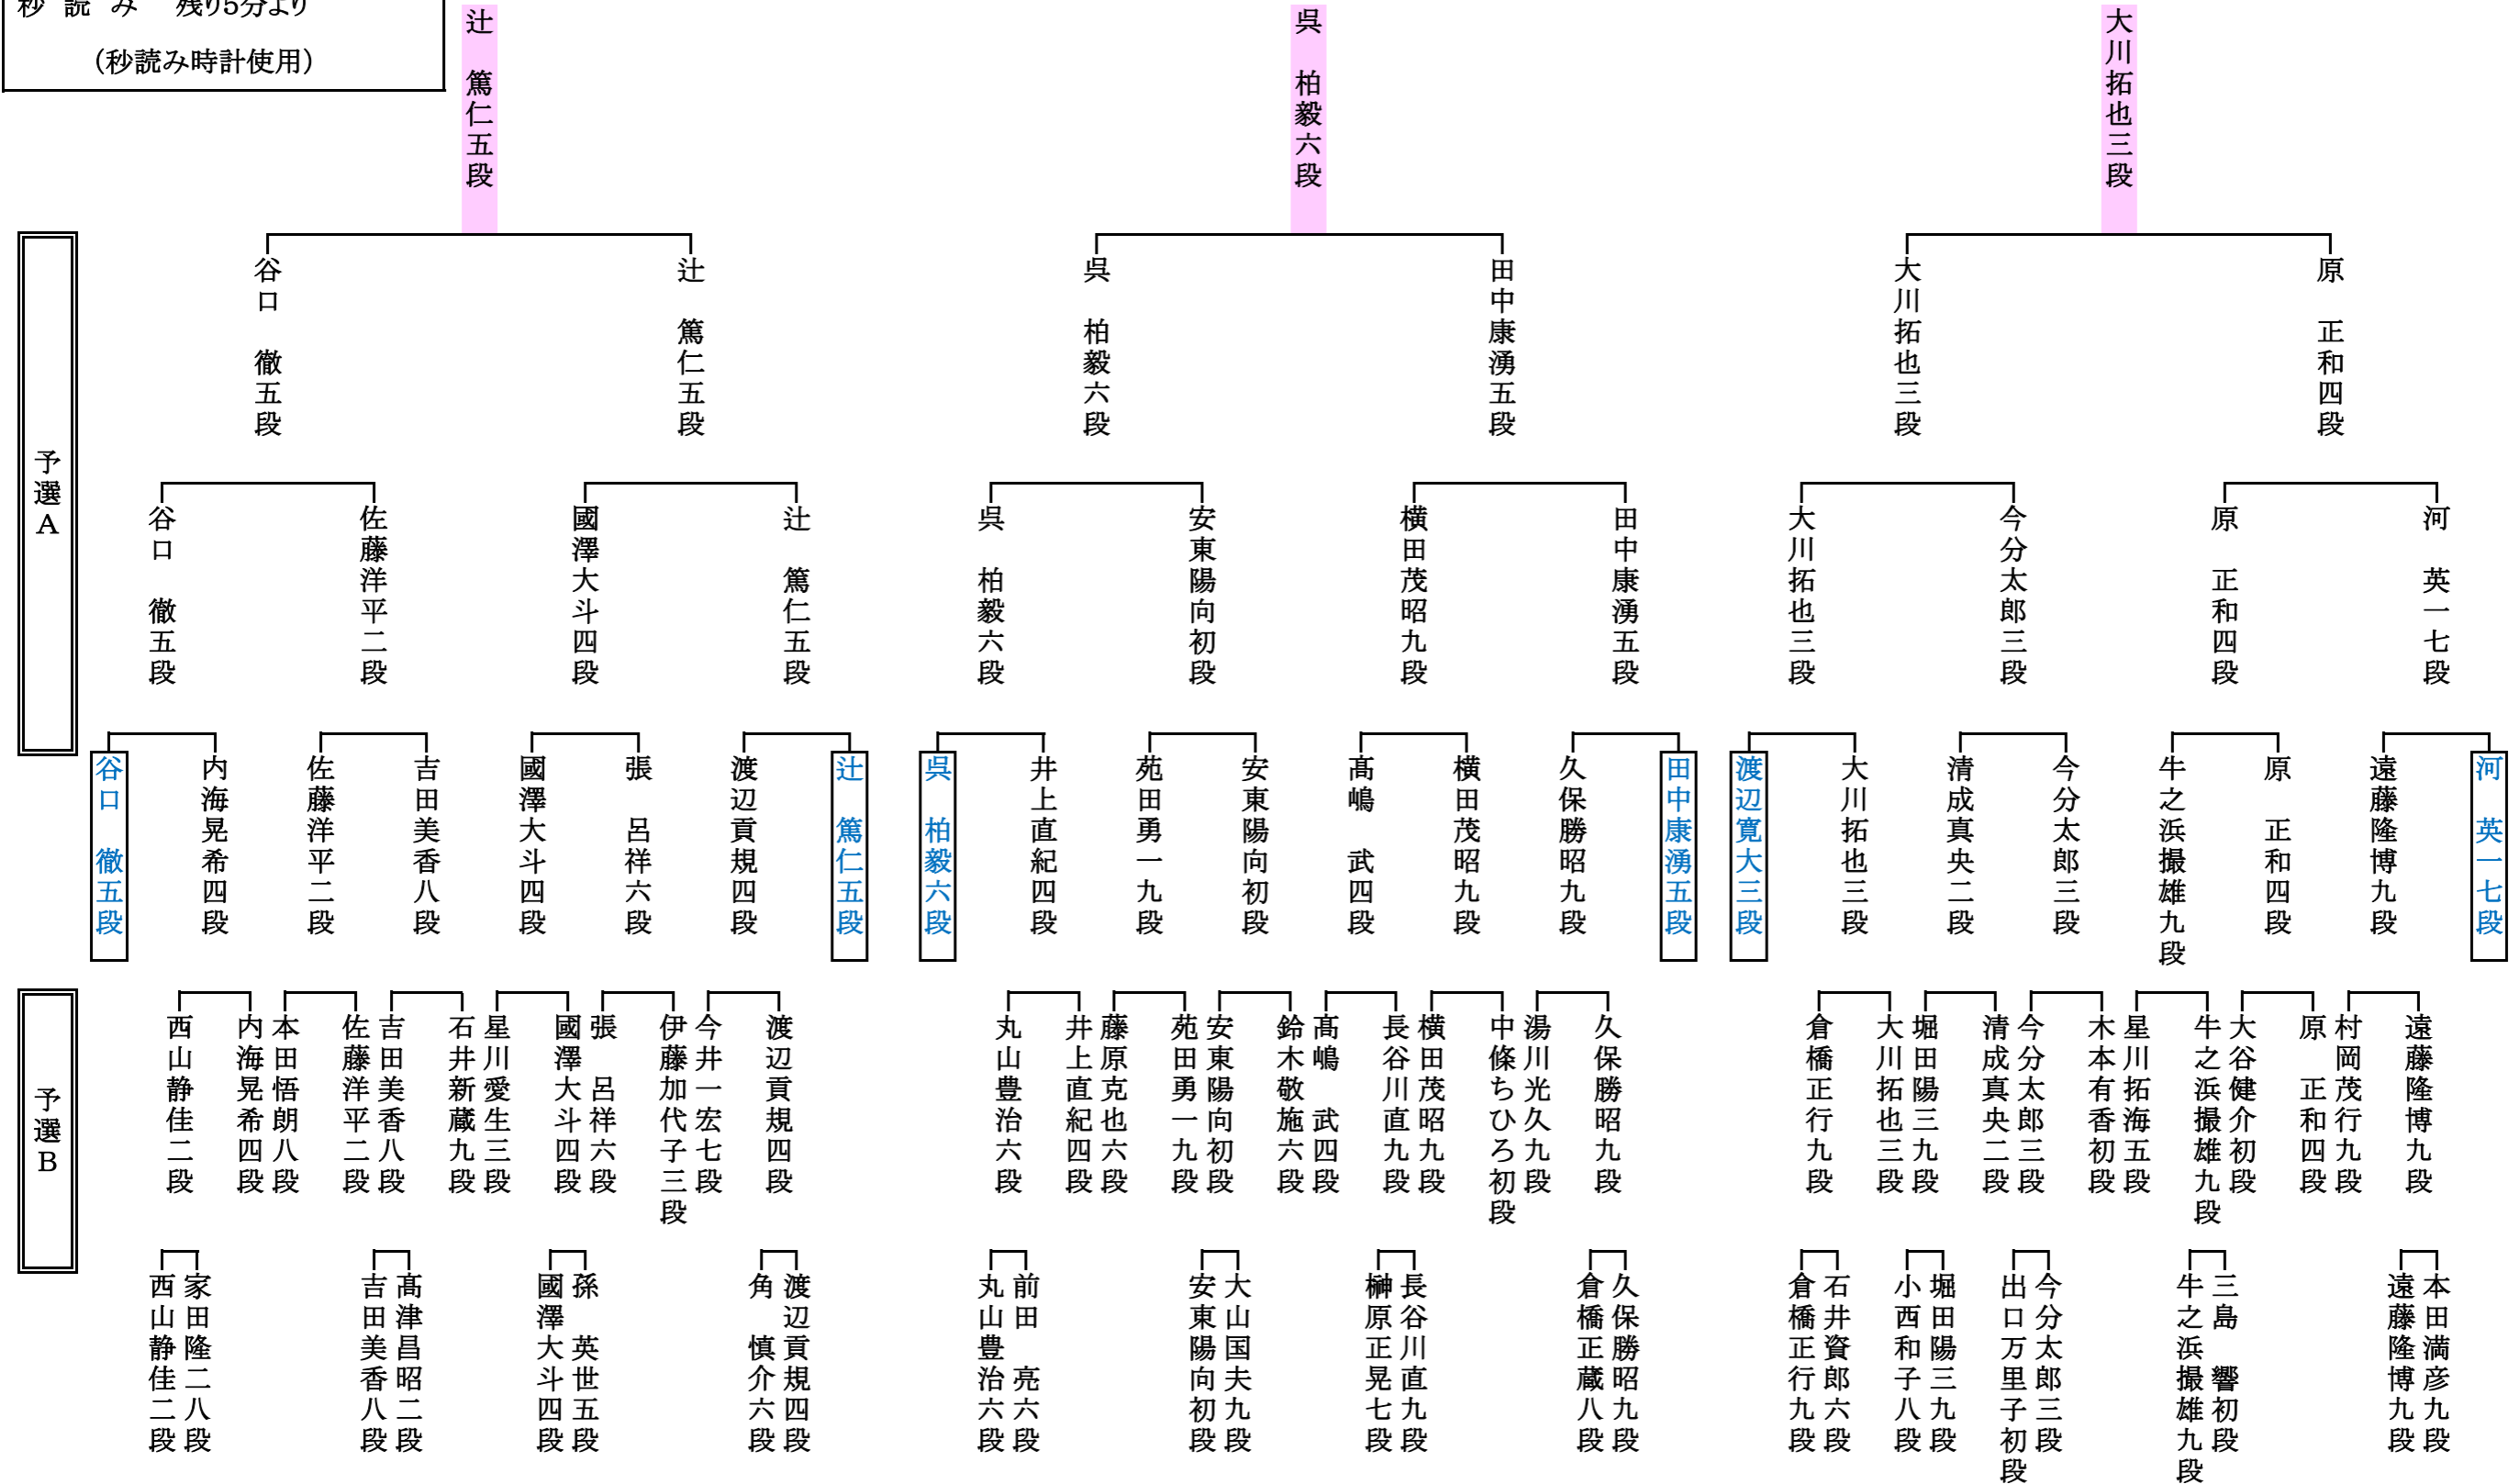 秒 読 み 残り5分より
(秒読み時計使用)
辻 篤仁五段
呉 柏毅六段
大川拓也三段
予選A
谷口 徹五段
辻 篤仁五段
呉 柏毅六段
田中康湧五段
大川拓也三段
原 正和四段
谷口 徹五段
佐藤洋平二段
國澤大斗四段
辻 篤仁五段
呉 柏毅六段
安東陽向初段
横田茂昭九段
田中康湧五段
大川拓也三段
今分太郎三段
原 正和四段
河 英一七段
谷口 徹五段
内海晃希四段
佐藤洋平二段
吉田美香八段
國澤大斗四段
張 呂祥六段
渡辺貢規四段
辻 篤仁五段
呉 柏毅六段
井上直紀四段
苑田勇一九段
安東陽向初段
髙嶋 武四段
横田茂昭九段
久保勝昭九段
田中康湧五段
渡辺寛大三段
大川拓也三段
清成真央二段
今分太郎三段
牛之浜撮雄九段
原 正和四段
遠藤隆博九段
河 英一七段
予選B
西山静佳二段
内海晃希四段
本田悟朗八段
佐藤洋平二段
吉田美香八段
石井新蔵九段
星川愛生三段
國澤大斗四段
張 呂祥六段
伊藤加代子三段
今井一宏七段
渡辺貢規四段
丸山豊治六段
井上直紀四段
藤原克也六段
苑田勇一九段
安東陽向初段
鈴木敬施六段
髙嶋 武四段
長谷川直九段
横田茂昭九段
中條ちひろ初段
湯川光久九段
久保勝昭九段
倉橋正行九段
大川拓也三段
堀田陽三九段
清成真央二段
今分太郎三段
木本有香初段
星川拓海五段
牛之浜撮雄九段
大谷健介初段
原 正和四段
村岡茂行九段
遠藤隆博九段
西山静佳二段
家田隆二八段
吉田美香八段
髙津昌昭二段
國澤大斗四段
孫 英世五段
角 慎介六段
渡辺貢規四段
丸山豊治六段
前田 亮六段
安東陽向初段
大山国夫九段
榊原正晃七段
長谷川直九段
倉橋正蔵八段
久保勝昭九段
倉橋正行九段
石井資郎六段
小西和子八段
堀田陽三九段
出口万里子初段
今分太郎三段
牛之浜撮雄九段
三島 響初段
遠藤隆博九段
本田満彦九段